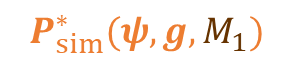 P*sim(ψ, g, M1)